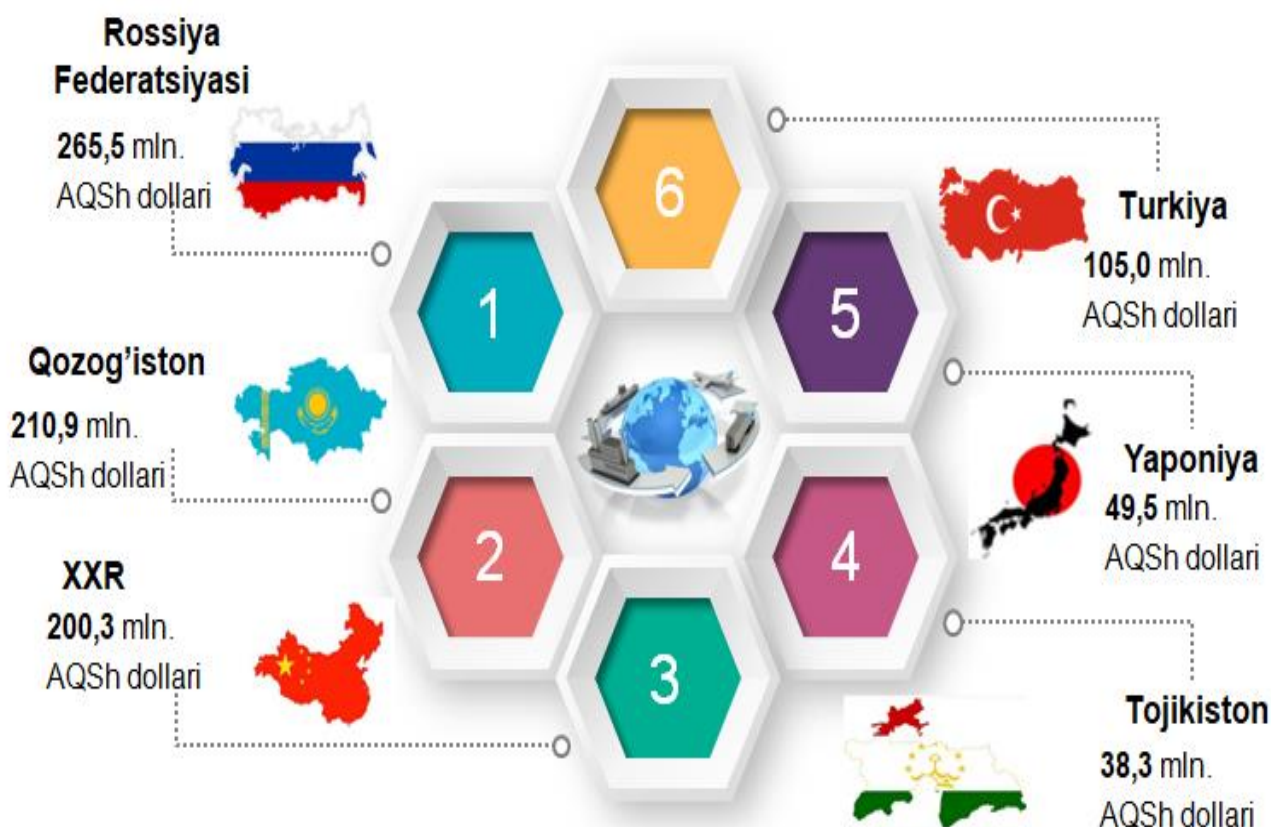 Rossiya
Federatsiyasi
265,5 mln.
AQSh dollari
Qozog’iston
210,9 mln.
AQSh dollari
XXR
200,3 mln.
AQSh dollari
1
2
3
4
5
6
Turkiya
105,0 mln.
AQSh dollari
Yaponiya
49,5 mln.
AQSh dollari
Tojikiston
38,3 mln.
AQSh dollari